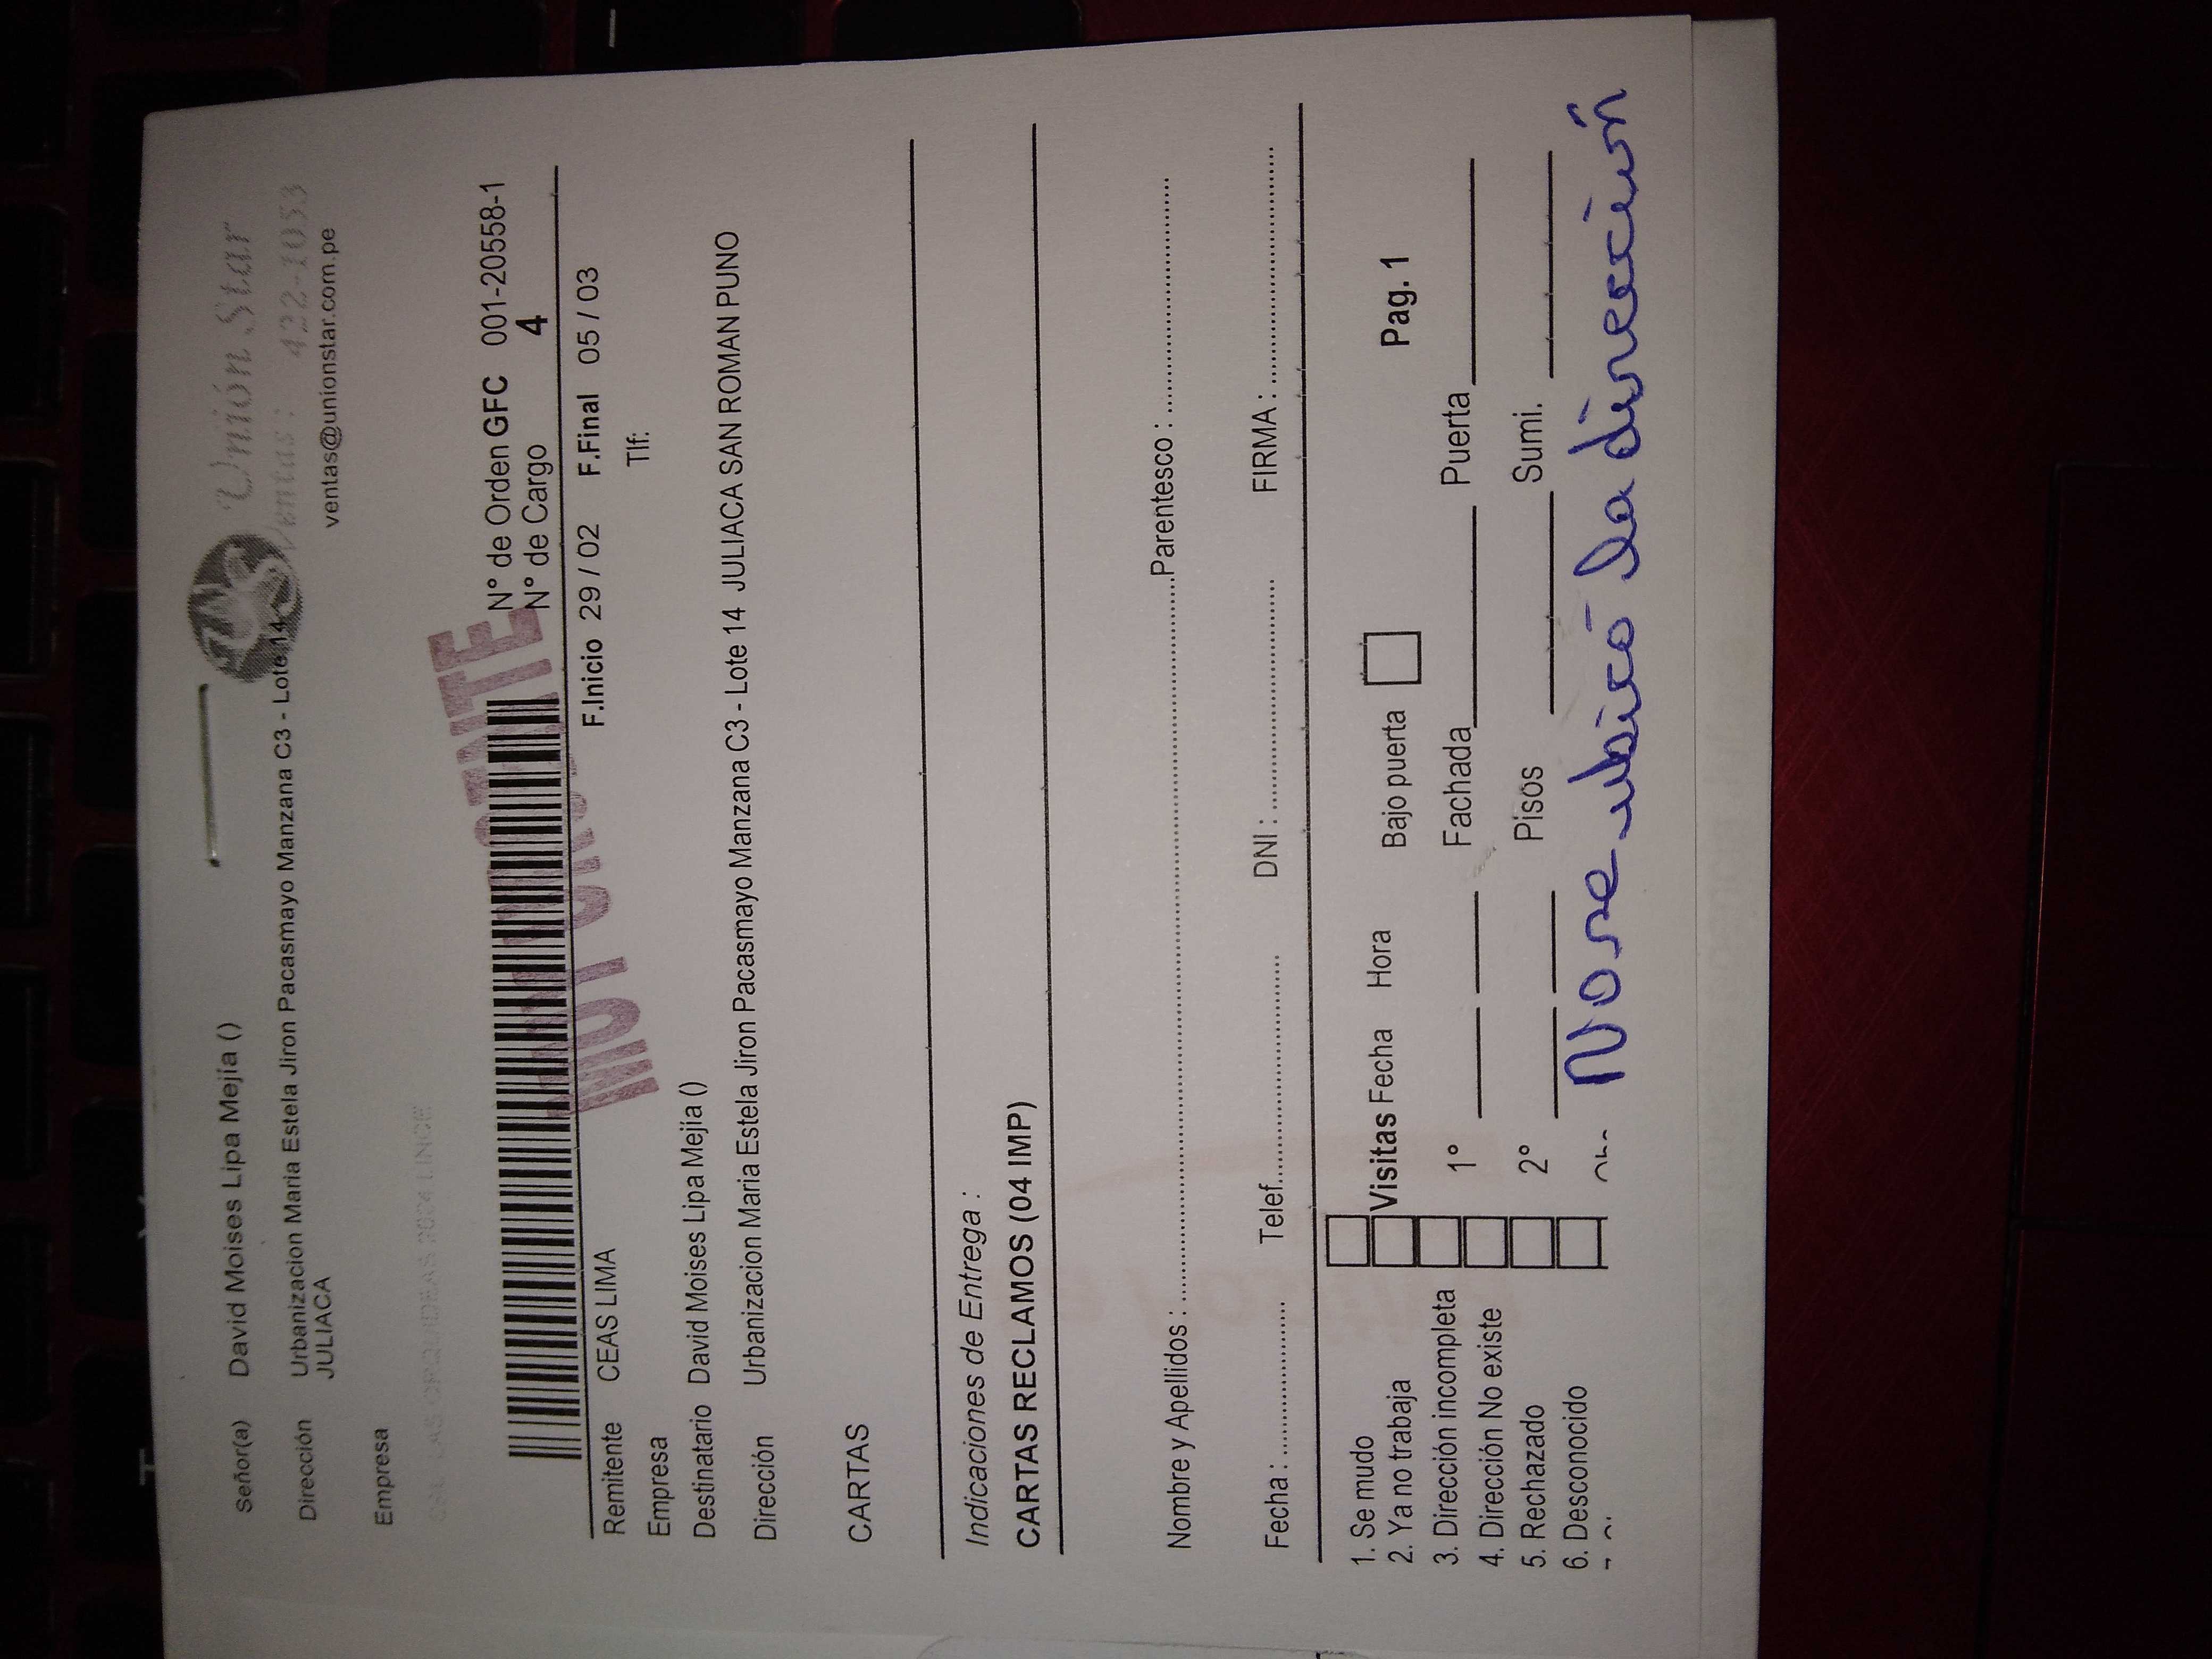 Unión Star
Ventas: 422-1053
ventas@unionstar.com.pe
Señor(a) David Moises Lipa Mejía ()
Dirección Urbanizacion Maria Estela Jiron Pacasmayo Manzana C3 - Lote 14
JULIACA
Empresa
MUY URGENTE
N° de Orden GFC 001-20558-1
N° de Cargo 4
Remitente CEAS LIMA F.Inicio 29 / 02 F.Final 05 / 03
Empresa Tlf:
Destinatario David Moises Lipa Mejía ()
Dirección Urbanizacion Maria Estela Jiron Pacasmayo Manzana C3 - Lote 14 JULIACA SAN ROMAN PUNO
CARTAS
Indicaciones de Entrega :
CARTAS RECLAMOS (04 IMP)
Nombre y Apellidos : Parentesco :
Fecha : Telef. DNI : FIRMA :
1. Se mudo
2. Ya no trabaja Visitas Fecha Hora Bajo puerta Pag. 1
3. Dirección incompleta 1° Fachada Puerta
4. Dirección No existe
5. Rechazado 2° Pisos Sumi.
6. Desconocido
No se ubicó la dirección